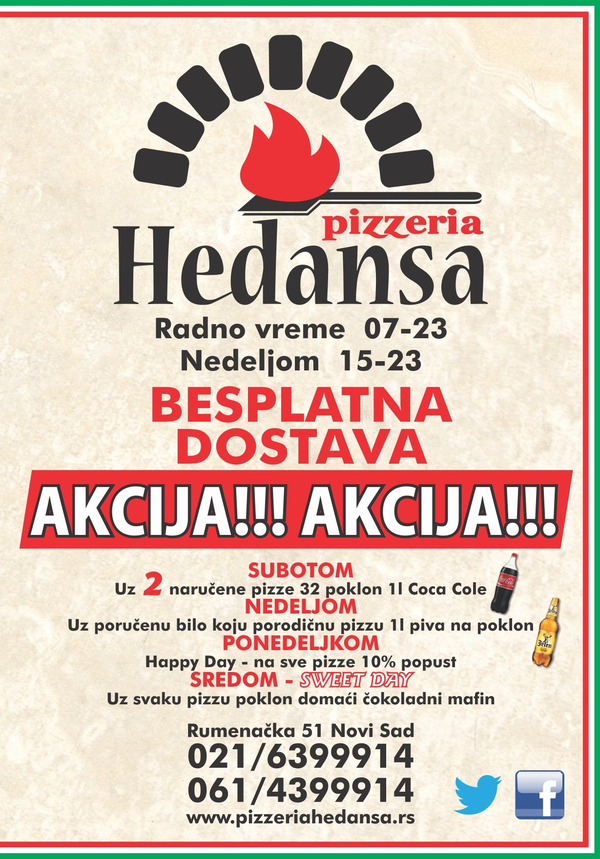 pizzeria
Hedansa
Radno vreme 07-23
Nedeljom 15-23
BESPLATNA
DOSTAVA
AKCIJA!!! AKCIJA!!!
SUBOTOM
Uz 2 naručene pizze 32 poklon 1l Coca Cole
NEDELJOM
Uz poručenu bilo koju porodičnu pizzu 1l piva na poklon
PONEDELJKOM
Happy Day - na sve pizze 10% popust
SREDOM - SWEET DAY
Uz svaku pizzu poklon domaći čokoladni mafin
Rumenačka 51 Novi Sad
021/6399914
061/4399914
www.pizzeriahedansa.rs